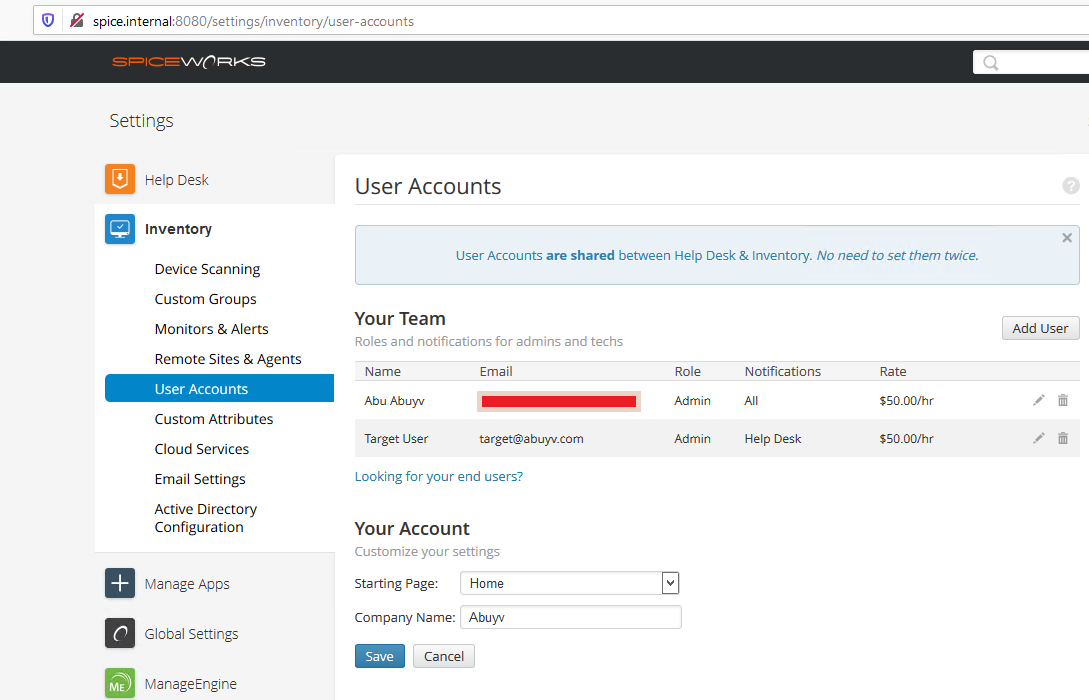 spice.internal:8080/settings/inventory/user-accounts
SPICEWORKS
Settings
Help Desk
Inventory
Device Scanning
Custom Groups
Monitors & Alerts
Remote Sites & Agents
User Accounts
Custom Attributes
Cloud Services
Email Settings
Active Directory
Configuration
Manage Apps
Global Settings
ME
ManageEngine
User Accounts
?
User Accounts are shared between Help Desk & Inventory. No need to set them twice.
Your Team
Roles and notifications for admins and techs
Add User
Name Email Role Notifications Rate
Abu Abuyv Admin All $50.00/hr
Target User target@abuyv.com Admin Help Desk $50.00/hr
Looking for your end users?
Your Account
Customize your settings
Starting Page: Home
Company Name: Abuyv
Save Cancel